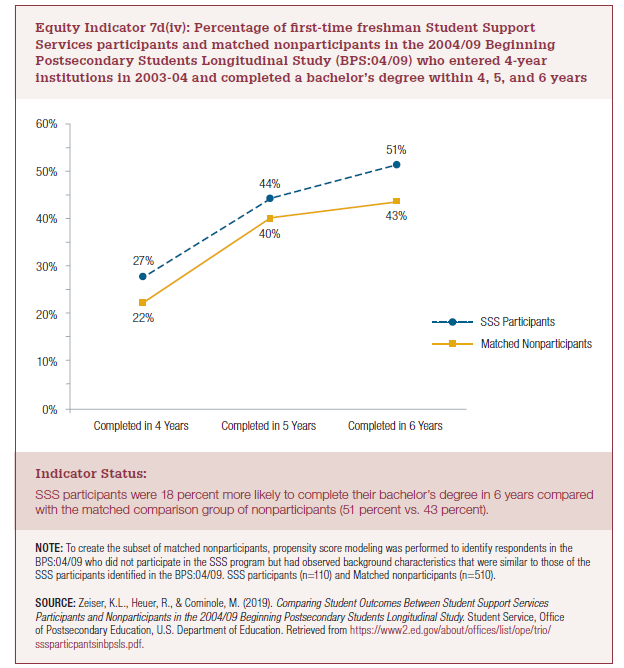 Equity Indicator 7d(iv): Percentage of first-time freshman Student Support
Services participants and matched nonparticipants in the 2004/09 Beginning
Postsecondary Students Longitudinal Study (BPS:04/09) who entered 4-year
institutions in 2003-04 and completed a bachelor's degree within 4, 5, and 6 years
60%
50%
40%
30%
20%
10%
0%
27%
44%
51%
22%
40%
43%
SSS Participants
Matched Nonparticipants
Completed in 4 Years
Completed in 5 Years
Completed in 6 Years
Indicator Status:
SSS participants were 18 percent more likely to complete their bachelor's degree in 6 years compared
with the matched comparison group of nonparticipants (51 percent vs. 43 percent).
NOTE: To create the subset of matched nonparticipants, propensity score modeling was performed to identify respondents in the
BPS:04/09 who did not participate in the SSS program but had observed background characteristics that were similar to those of the
SSS participants identified in the BPS:04/09. SSS participants (n=110) and Matched nonparticipants (n=510).
SOURCE: Zeiser, K.L., Heuer, R., & Cominole, M. (2019). Comparing Student Outcomes Between Student Support Services
Participants and Nonparticipants in the 2004/09 Beginning Postsecondary Students Longitudinal Study. Student Service, Office
of Postsecondary Education, U.S. Department of Education. Retrieved from https://www2.ed.gov/about/offices/list/ope/trio/
sssparticpantsinbpsls.pdf.